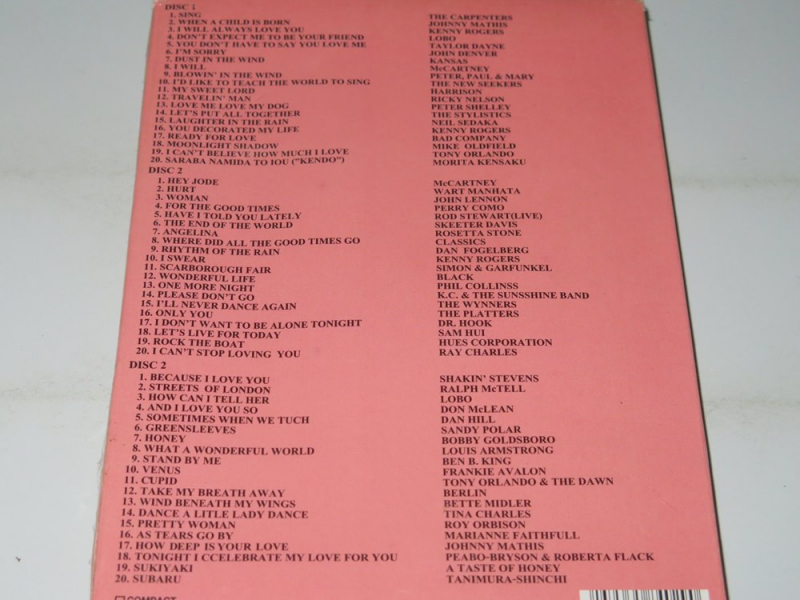 DISC 1
1. SING THE CARPENTERS
2. WHEN A CHILD IS BORN JOHNNY MATHIS
3. I WILL ALWAYS LOVE YOU KENNY ROGERS
4. DON'T EXPECT ME TO BE YOUR FRIEND LOBO
5. YOU DON'T HAVE TO SAY YOU LOVE ME TAYLOR DAYNE
6. I'M SORRY JOHN DENVER
7. DUST IN THE WIND KANSAS
8. I WILL McCARTNEY
9. BLOWIN' IN THE WIND PETER, PAUL & MARY
10. I'D LIKE TO TEACH THE WORLD TO SING THE NEW SEEKERS
11. MY SWEET LORD HARRISON
12. TRAVELIN' MAN RICKY NELSON
13. LOVE ME LOVE MY DOG PETER SHELLEY
14. LET'S PUT ALL TOGETHER THE STYLISTICS
15. LAUGHTER IN THE RAIN NEIL SEDAKA
16. YOU DECORATED MY LIFE KENNY ROGERS
17. READY FOR LOVE BAD COMPANY
18. MOONLIGHT SHADOW MIKE OLDFIELD
19. I CAN'T BELIEVE HOW MUCH I LOVE TONY ORLANDO
20. SARABA NAMIDA TO IOU ("KENDO") MORITA KENSAKU
DISC 2
1. HEY JODE McCARTNEY
2. HURT WART MANHATA
3. WOMAN JOHN LENNON
4. FOR THE GOOD TIMES PERRY COMO
5. HAVE I TOLD YOU LATELY ROD STEWART(LIVE)
6. THE END OF THE WORLD SKEETER DAVIS
7. ANGELINA ROSETTA STONE
8. WHERE DID ALL THE GOOD TIMES GO CLASSICS
9. RHYTHM OF THE RAIN DAN FOGELBERG
10. I SWEAR KENNY ROGERS
11. SCARBOROUGH FAIR SIMON & GARFUNKEL
12. WONDERFUL LIFE BLACK
13. ONE MORE NIGHT PHIL COLLINSS
14. PLEASE DON'T GO K.C. & THE SUNSSHINE BAND
15. I'LL NEVER DANCE AGAIN THE WYNNERS
16. ONLY YOU THE PLATTERS
17. I DON'T WANT TO BE ALONE TONIGHT DR. HOOK
18. LET'S LIVE FOR TODAY SAM HUI
19. ROCK THE BOAT HUES CORPORATION
20. I CAN'T STOP LOVING YOU RAY CHARLES
DISC 2
1. BECAUSE I LOVE YOU SHAKIN' STEVENS
2. STREETS OF LONDON RALPH McTELL
3. HOW CAN I TELL HER LOBO
4. AND I LOVE YOU SO DON McLEAN
5. SOMETIMES WHEN WE TUCH DAN HILL
6. GREENSLEEVES SANDY POLAR
7. HONEY BOBBY GOLDSBORO
8. WHAT A WONDERFUL WORLD LOUIS ARMSTRONG
9. STAND BY ME BEN B. KING
10. VENUS FRANKIE AVALON
11. CUPID TONY ORLANDO & THE DAWN
12. TAKE MY BREATH AWAY BERLIN
13. WIND BENEATH MY WINGS BETTE MIDLER
14. DANCE A LITLE LADY DANCE TINA CHARLES
15. PRETTY WOMAN ROY ORBISON
16. AS TEARS GO BY MARIANNE FAITHFULL
17. HOW DEEP IS YOUR LOVE JOHNNY MATHIS
18. TONIGHT I CCELEBRATE MY LOVE FOR YOU PEABO-BRYSON & ROBERTA FLACK
19. SUKIYAKI A TASTE OF HONEY
20. SUBARU TANIMURA-SHINCHI
COMPACT